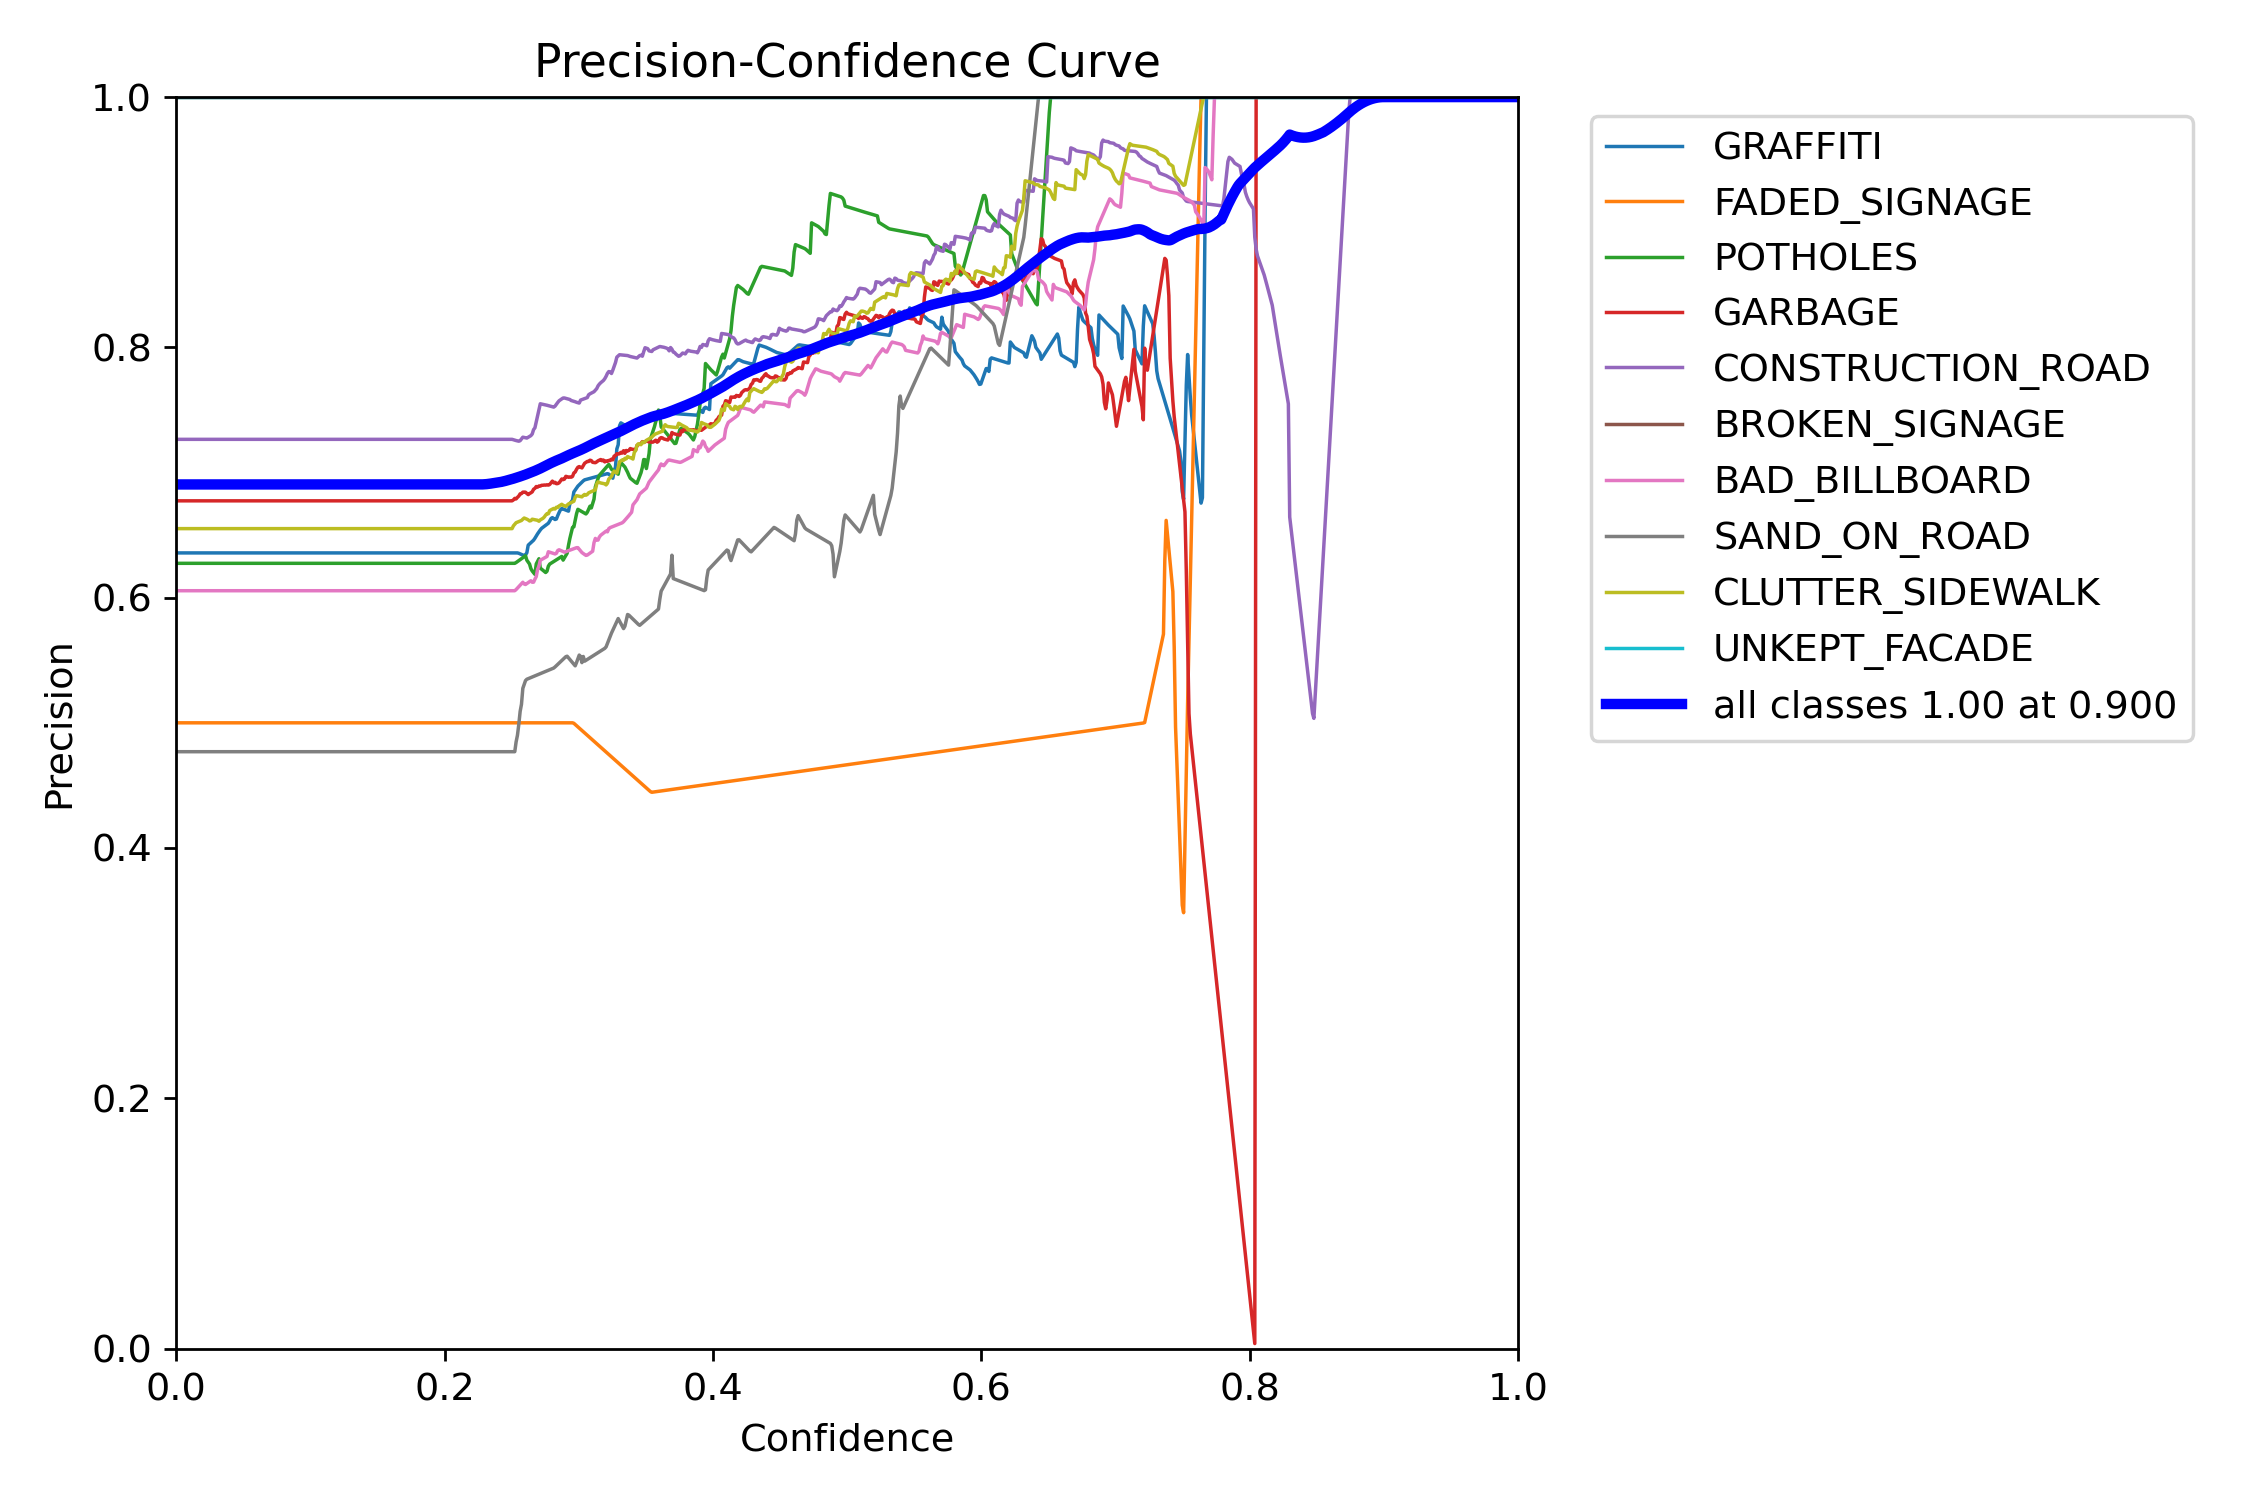 Precision-Confidence Curve
1.0
0.8
0.6
0.4
0.2
0.0
Precision
0.0 0.2 0.4 0.6 0.8 1.0
Confidence
GRAFFITI
FADED_SIGNAGE
POTHOLES
GARBAGE
CONSTRUCTION_ROAD
BROKEN_SIGNAGE
BAD_BILLBOARD
SAND_ON_ROAD
CLUTTER_SIDEWALK
UNKEPT_FACADE
all classes 1.00 at 0.900